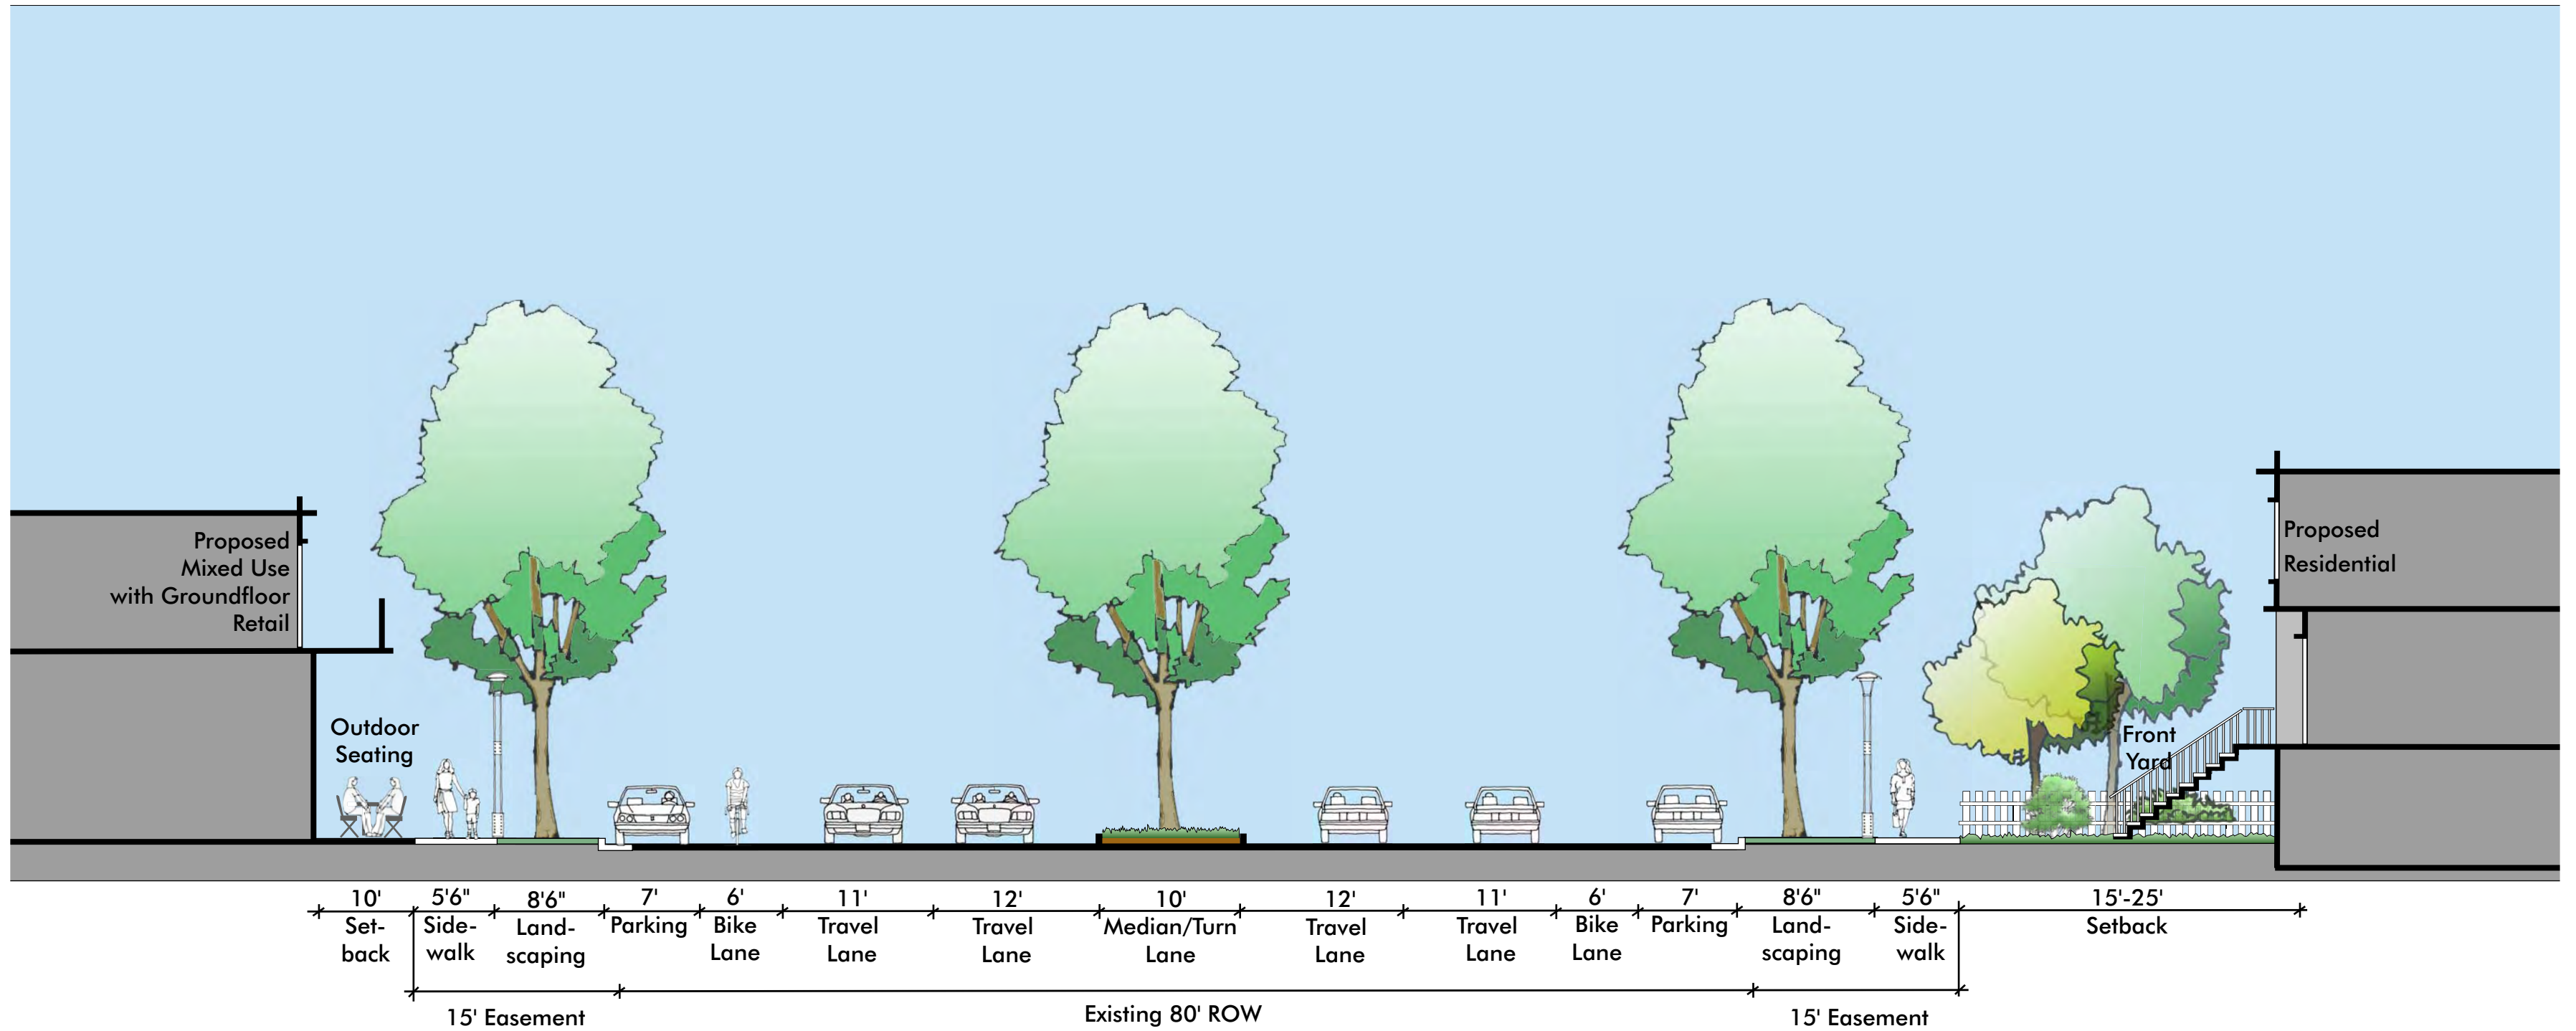 Proposed
Mixed Use
with Groundfloor
Retail
Proposed
Residential
Outdoor
Seating
Front
Yard
10'
5'6"
8'6"
7'
6'
11'
12'
10'
12'
11'
6'
7'
8'6"
5'6"
15'-25'
Set-
back
Side-
walk
Land-
scaping
Parking
Bike
Lane
Travel
Lane
Travel
Lane
Median/Turn
Lane
Travel
Lane
Travel
Lane
Bike
Lane
Parking
Land-
scaping
Side-
walk
Setback
15' Easement
Existing 80' ROW
15' Easement